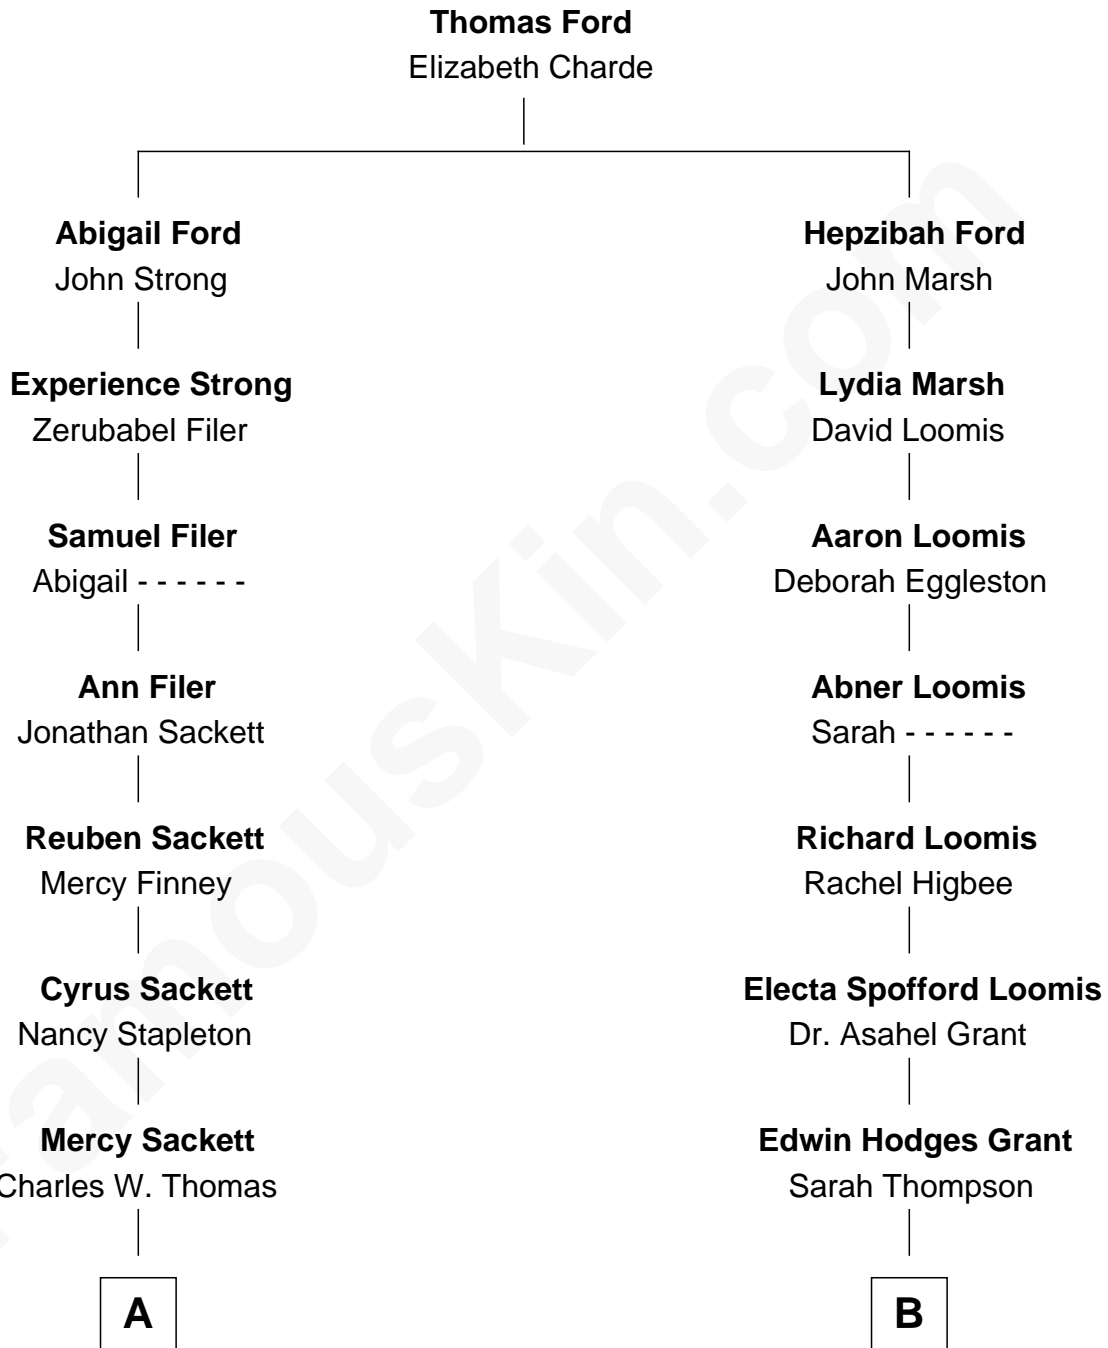 Thomas Ford
Elizabeth Charde
Abigail Ford
John Strong
Hepzibah Ford
John Marsh
Experience Strong
Zerubabel Filer
Lydia Marsh
David Loomis
Samuel Filer
Abigail - - - - - -
Aaron Loomis
Deborah Eggleston
Ann Filer
Jonathan Sackett
Abner Loomis
Sarah - - - - - -
Reuben Sackett
Mercy Finney
Richard Loomis
Rachel Higbee
Cyrus Sackett
Nancy Stapleton
Electa Spofford Loomis
Dr. Asahel Grant
Mercy Sackett
Charles W. Thomas
Edwin Hodges Grant
Sarah Thompson
A
B
FamousKin.com